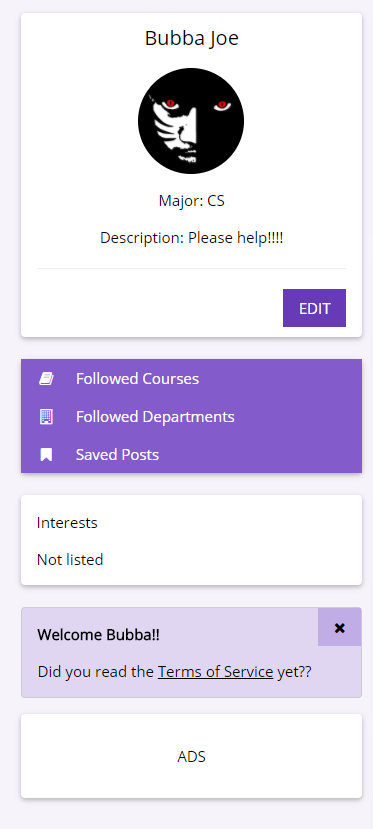 Bubba Joe
Major: CS
Description: Please help!!!!
EDIT
Followed Courses
Followed Departments
Saved Posts
Interests
Not listed
Welcome Bubba!!
Did you read the Terms of Service yet??
ADS